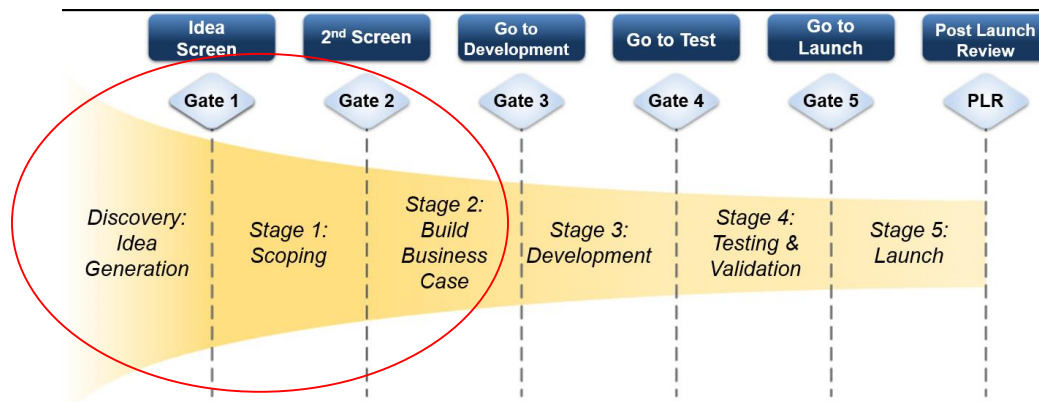 Idea
Screen
2nd Screen
Go to
Development
Go to Test
Go to
Launch
Post Launch
Review
Gate 1
Gate 2
Gate 3
Gate 4
Gate 5
PLR
Discovery:
Idea
Generation
Stage 1:
Scoping
Stage 2:
Build
Business
Case
Stage 3:
Development
Stage 4:
Testing &
Validation
Stage 5:
Launch